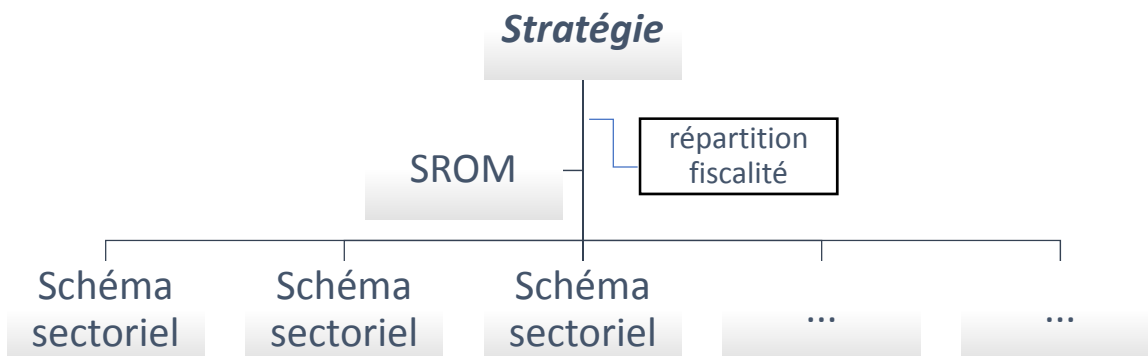 Stratégie
répartition
fiscalité
SROM
Schéma
sectoriel
Schéma
sectoriel
Schéma
sectoriel
...
...